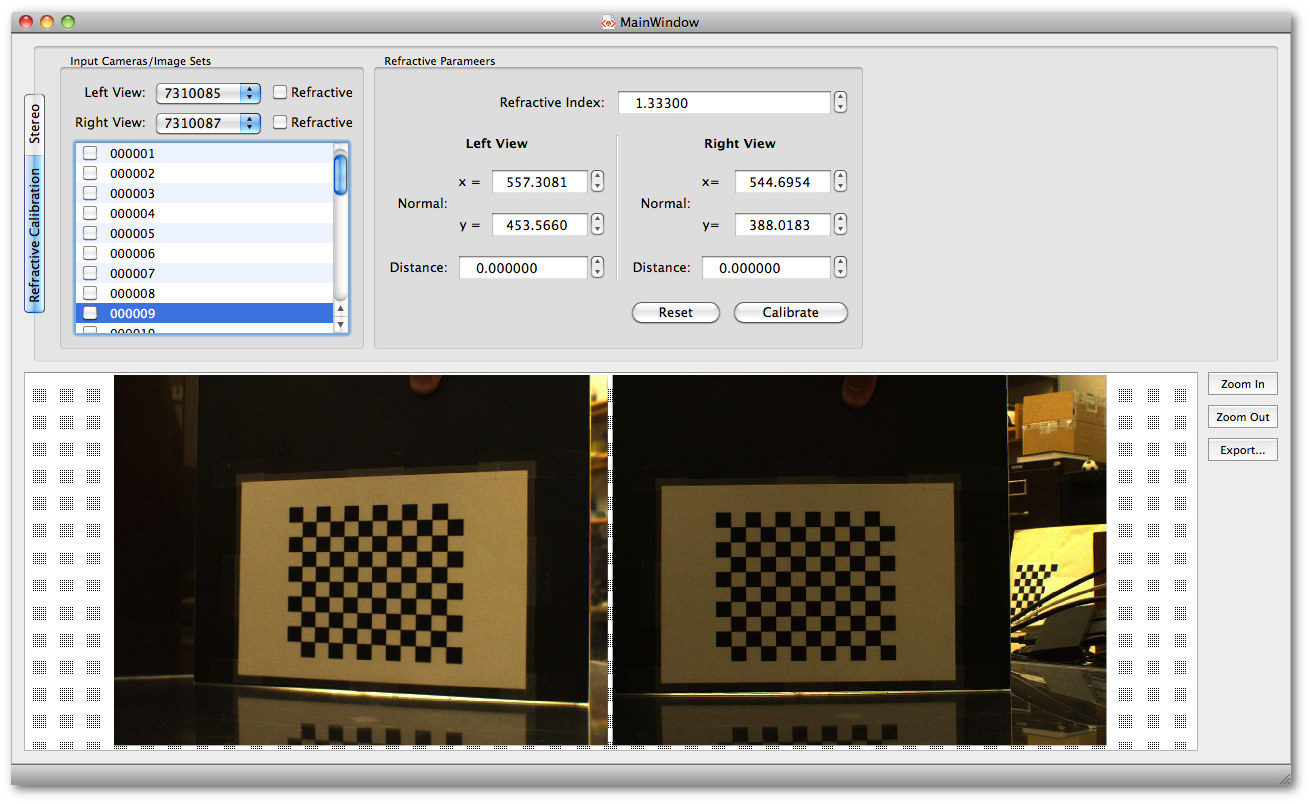 MainWindow
Input Cameras/Image Sets
Left View: 7310085 Refractive
Right View: 7310087 Refractive
000001
000002
000003
000004
000005
000006
000007
000008
000009
000010
Stereo
Refractive Calibration
Refractive Parameers
Refractive Index: 1.33300
Left View
x = 557.3081
Normal:
y = 453.5660
Distance: 0.000000
Right View
x= 544.6954
Normal:
y= 388.0183
Distance: 0.000000
Reset Calibrate
Zoom In
Zoom Out
Export...